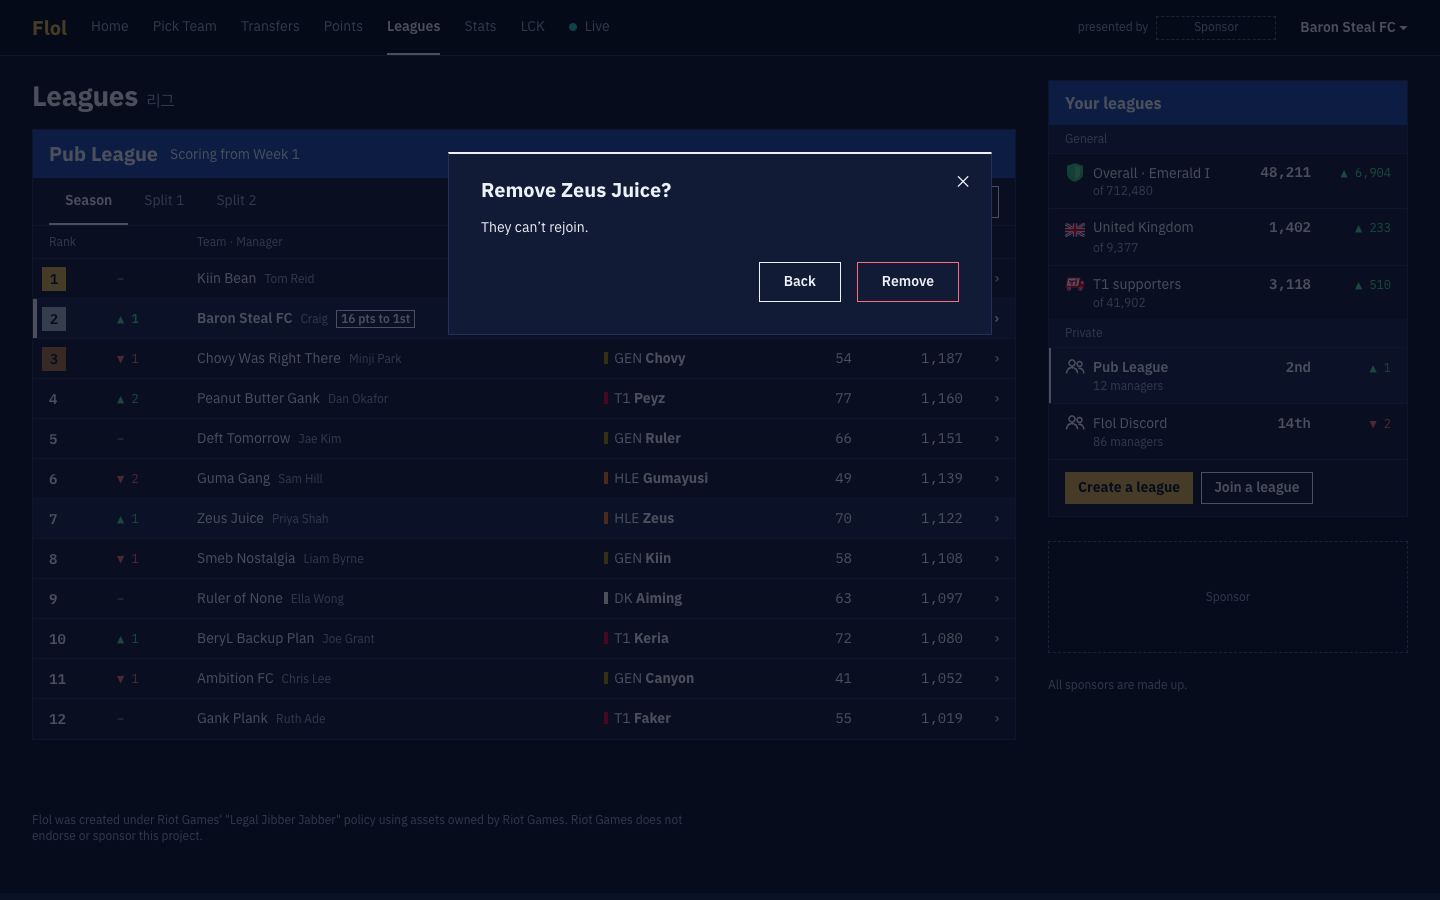 Flol Home Pick Team Transfers Points Leagues Stats LCK Live presented by Sponsor Baron Steal FC
Leagues 리그
Pub League Scoring from Week 1
Season Split 1 Split 2
Rank Team · Manager
1 – Kiin Bean Tom Reid ›
2 ▲ 1 Baron Steal FC Craig 16 pts to 1st ›
3 ▼ 1 Chovy Was Right There Minji Park GEN Chovy 54 1,187 ›
4 ▲ 2 Peanut Butter Gank Dan Okafor T1 Peyz 77 1,160 ›
5 – Deft Tomorrow Jae Kim GEN Ruler 66 1,151 ›
6 ▼ 2 Guma Gang Sam Hill HLE Gumayusi 49 1,139 ›
7 ▲ 1 Zeus Juice Priya Shah HLE Zeus 70 1,122 ›
8 ▼ 1 Smeb Nostalgia Liam Byrne GEN Kiin 58 1,108 ›
9 – Ruler of None Ella Wong DK Aiming 63 1,097 ›
10 ▲ 1 BeryL Backup Plan Joe Grant T1 Keria 72 1,080 ›
11 ▼ 1 Ambition FC Chris Lee GEN Canyon 41 1,052 ›
12 – Gank Plank Ruth Ade T1 Faker 55 1,019 ›
Remove Zeus Juice?
They can’t rejoin.
Back Remove
Your leagues
General
Overall · Emerald I 48,211 ▲ 6,904
of 712,480
United Kingdom 1,402 ▲ 233
of 9,377
T1 supporters 3,118 ▲ 510
of 41,902
Private
Pub League 2nd ▲ 1
12 managers
Flol Discord 14th ▼ 2
86 managers
Create a league Join a league
Sponsor
All sponsors are made up.
Flol was created under Riot Games' "Legal Jibber Jabber" policy using assets owned by Riot Games. Riot Games does not
endorse or sponsor this project.